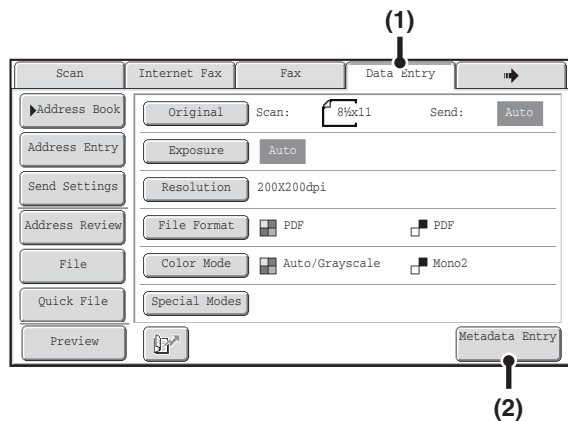 (1)
Scan Internet Fax Fax Data Entry
Address Book Original Scan: 8½x11 Send: Auto
Address Entry Exposure Auto
Send Settings Resolution 200X200dpi
Address Review File Format PDF PDF
File Color Mode Auto/Grayscale Mono2
Quick File Special Modes
Preview Metadata Entry
(2)